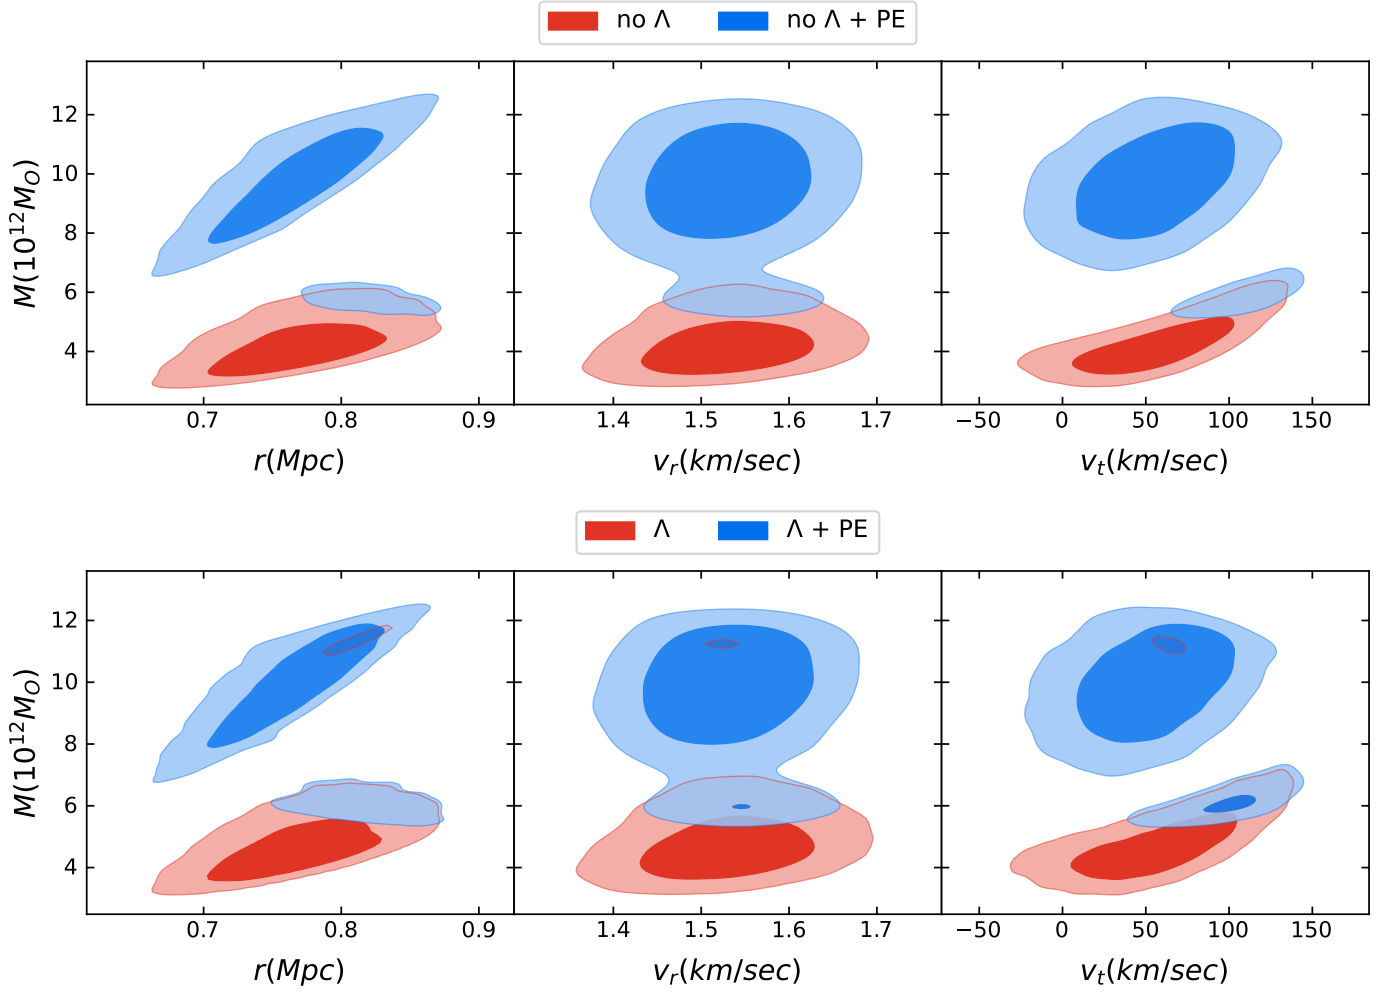 no Λ no Λ + PE
12
10
8
6
4
M(10¹²M_O)
0.7 0.8 0.9 1.4 1.5 1.6 1.7 −50 0 50 100 150
r(Mpc) v_r(km/sec) v_t(km/sec)
Λ Λ + PE
12
10
8
6
4
M(10¹²M_O)
0.7 0.8 0.9 1.4 1.5 1.6 1.7 −50 0 50 100 150
r(Mpc) v_r(km/sec) v_t(km/sec)